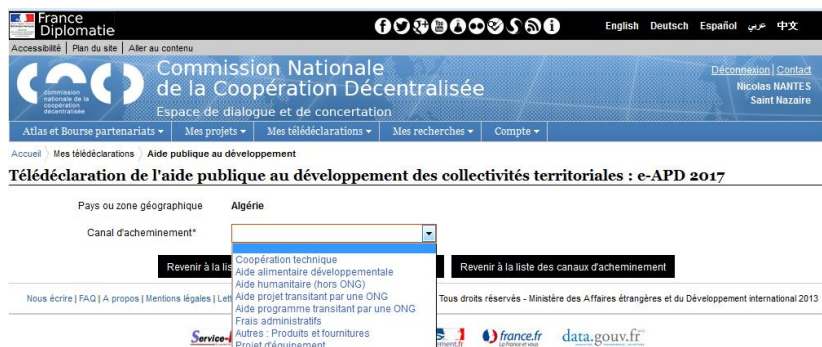 France
Diplomatie
English Deutsch Español عربي 中文
Accessibilité | Plan du site | Aller au contenu
Commission Nationale
de la Coopération Décentralisée
Espace de dialogue et de concertation
commission
nationale de la
coopération
décentralisée
Déconnexion | Contact
Nicolas NANTES
Saint Nazaire
Atlas et Bourse partenariats Mes projets Mes télédéclarations Mes recherches Compte
Accueil Mes télédéclarations Aide publique au développement
Télédéclaration de l'aide publique au développement des collectivités territoriales : e-APD 2017
Pays ou zone géographique Algérie
Canal d'acheminement*
Coopération technique
Aide alimentaire développementale
Aide humanitaire (hors ONG)
Aide projet transitant par une ONG
Aide programme transitant par une ONG
Frais administratifs
Autres : Produits et fournitures
Projet d'équipement
Revenir à la lis Revenir à la liste des canaux d'acheminement
Nous écrire | FAQ | A propos | Mentions légales | Tous droits réservés - Ministère des Affaires étrangères et du Développement international 2013
Service- france.fr data.gouv.fr